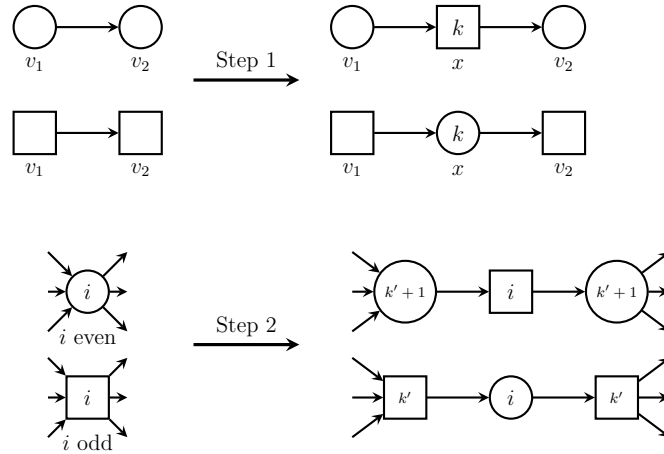 k
v₁ v₂ Step 1 v₁ x v₂
k
v₁ v₂ v₁ x v₂
i k′ + 1 i k′ + 1
i even Step 2
i k′ i k′
i odd